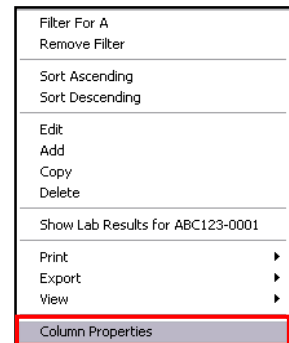 Filter For A
Remove Filter
Sort Ascending
Sort Descending
Edit
Add
Copy
Delete
Show Lab Results for ABC123-0001
Print
Export
View
Column Properties